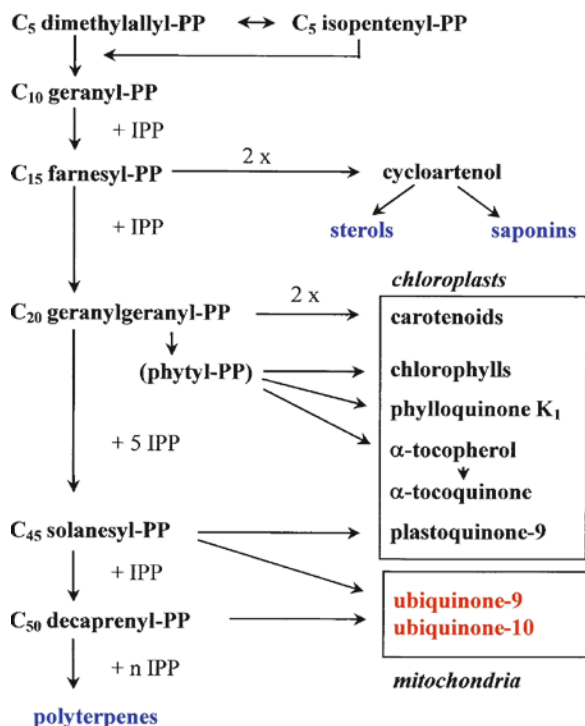 C₅ dimethylallyl-PP ↔ C₅ isopentenyl-PP
C₁₀ geranyl-PP
+ IPP
2 x
C₁₅ farnesyl-PP cycloartenol
+ IPP
sterols saponins
chloroplasts
2 x
C₂₀ geranylgeranyl-PP carotenoids
(phytyl-PP) chlorophylls
phylloquinone K₁
+ 5 IPP
α-tocopherol
α-tocoquinone
C₄₅ solanesyl-PP plastoquinone-9
+ IPP
ubiquinone-9
C₅₀ decaprenyl-PP ubiquinone-10
+ n IPP
mitochondria
polyterpenes